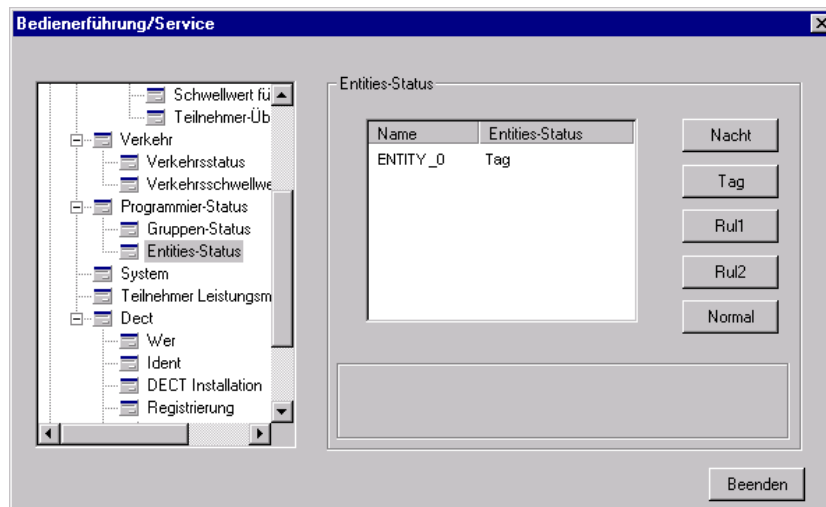 Bedienerführung/Service
Schwellwert fü
Teilnehmer-Üb
Verkehr
Verkehrsstatus
Verkehrsschwellwe
Programmier-Status
Gruppen-Status
Entities-Status
System
Teilnehmer Leistungsm
Dect
Wer
Ident
DECT Installation
Registrierung
Entities-Status
Name Entities-Status
ENTITY_0 Tag
Nacht
Tag
Rul1
Rul2
Normal
Beenden